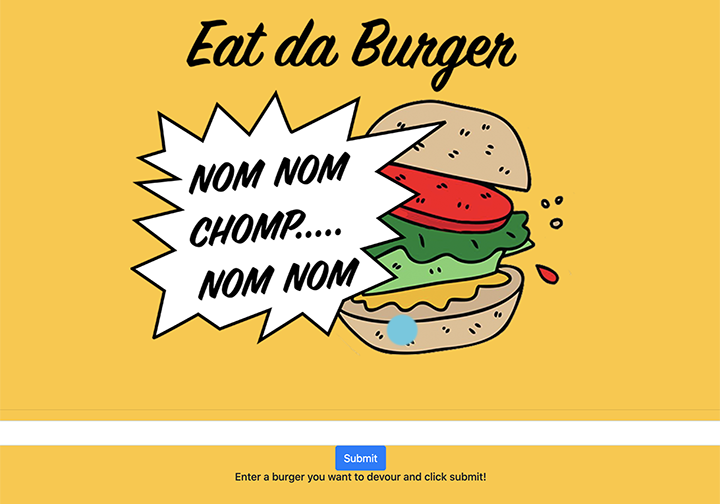 Eat da Burger
NOM NOM
CHOMP.....
NOM NOM
Submit
Enter a burger you want to devour and click submit!